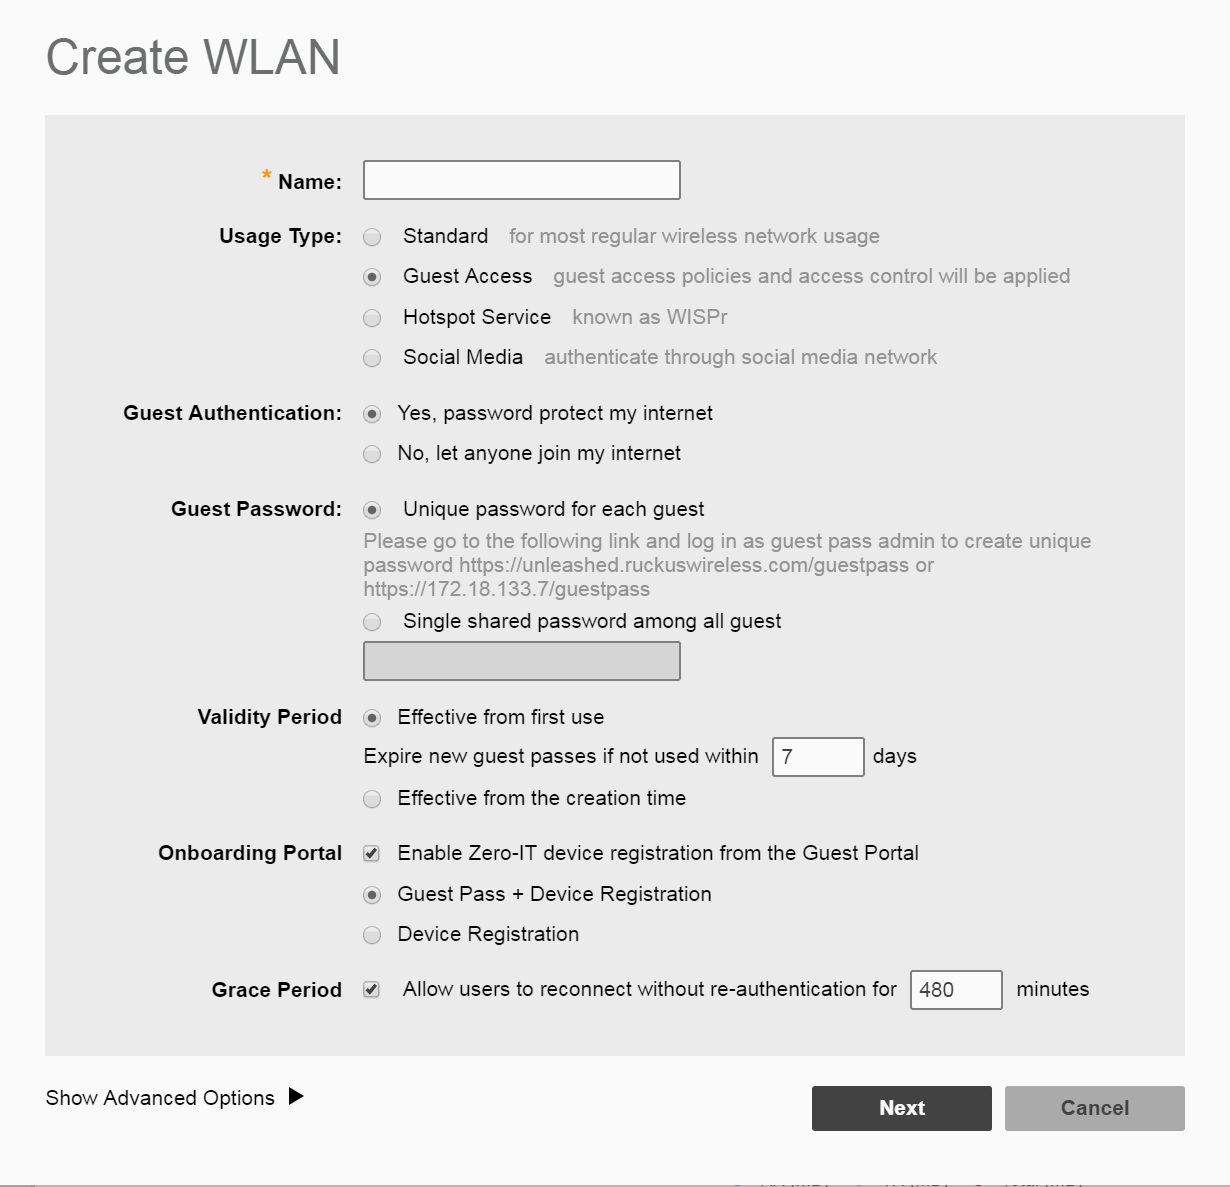 Create WLAN
* Name:
Usage Type: Standard for most regular wireless network usage
Guest Access guest access policies and access control will be applied
Hotspot Service known as WISPr
Social Media authenticate through social media network
Guest Authentication: Yes, password protect my internet
No, let anyone join my internet
Guest Password: Unique password for each guest
Please go to the following link and log in as guest pass admin to create unique
password https://unleashed.ruckuswireless.com/guestpass or
https://172.18.133.7/guestpass
Single shared password among all guest
Validity Period Effective from first use
Expire new guest passes if not used within 7 days
Effective from the creation time
Onboarding Portal Enable Zero-IT device registration from the Guest Portal
Guest Pass + Device Registration
Device Registration
Grace Period Allow users to reconnect without re-authentication for 480 minutes
Show Advanced Options
Next Cancel